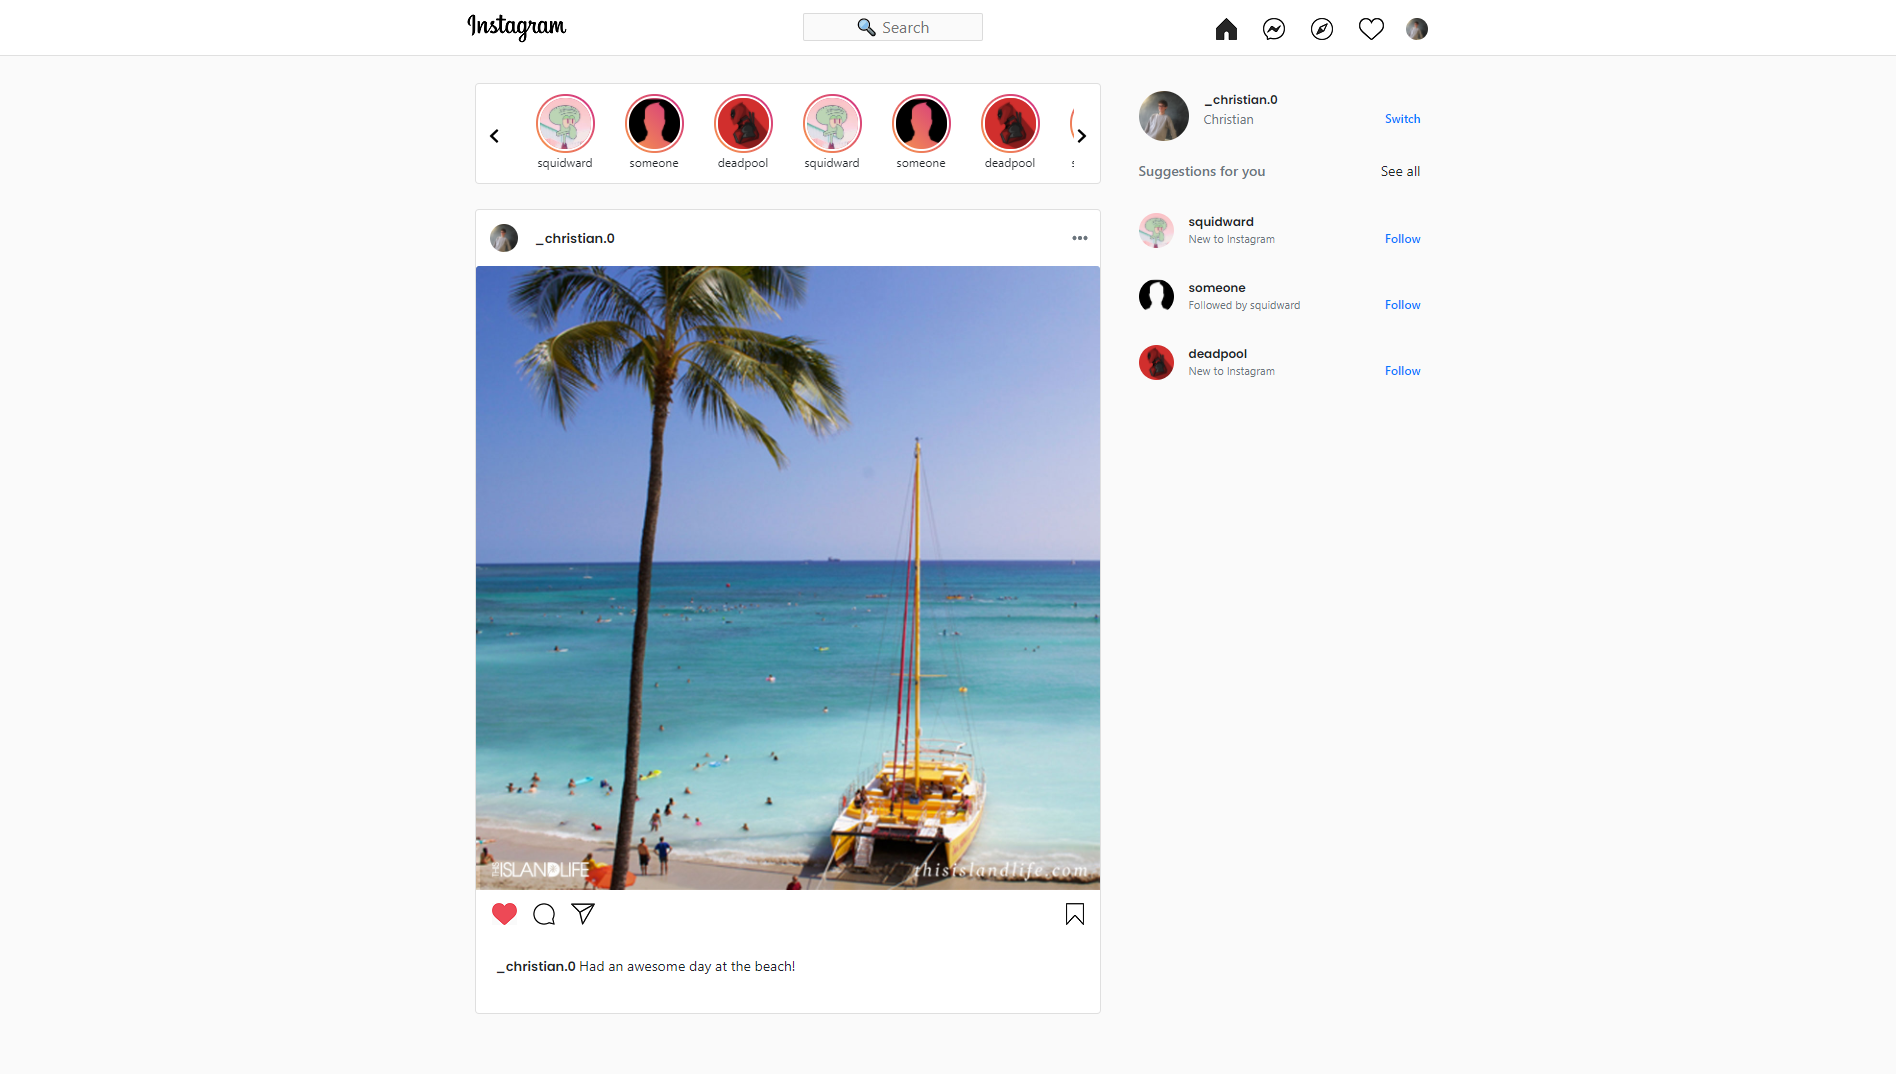 Instagram
Search
squidward
someone
deadpool
squidward
someone
deadpool
_christian.0
Christian
Switch
Suggestions for you
See all
squidward
New to Instagram
Follow
someone
Followed by squidward
Follow
deadpool
New to Instagram
Follow
_christian.0
THIS ISLANDLIFE
thisislandlife.com
_christian.0 Had an awesome day at the beach!